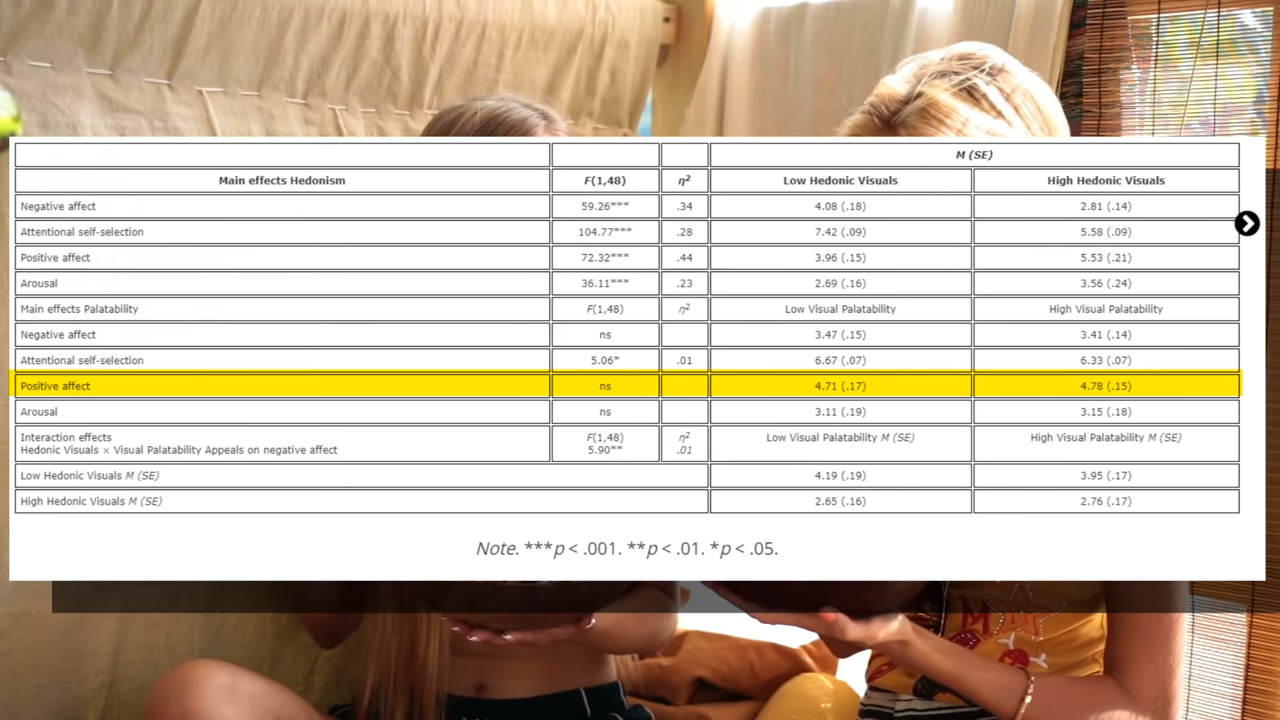 M (SE)
Main effects Hedonism F(1,48) η² Low Hedonic Visuals High Hedonic Visuals
Negative affect 59.26*** .34 4.08 (.18) 2.81 (.14)
Attentional self-selection 104.77*** .28 7.42 (.09) 5.58 (.09)
Positive affect 72.32*** .44 3.96 (.15) 5.53 (.21)
Arousal 36.11*** .23 2.69 (.16) 3.56 (.24)
Main effects Palatability F(1,48) η² Low Visual Palatability High Visual Palatability
Negative affect ns 3.47 (.15) 3.41 (.14)
Attentional self-selection 5.06* .01 6.67 (.07) 6.33 (.07)
Positive affect ns 4.71 (.17) 4.78 (.15)
Arousal ns 3.11 (.19) 3.15 (.18)
Interaction effects F(1,48) η² Low Visual Palatability M (SE) High Visual Palatability M (SE)
Hedonic Visuals × Visual Palatability Appeals on negative affect 5.90** .01
Low Hedonic Visuals M (SE) 4.19 (.19) 3.95 (.17)
High Hedonic Visuals M (SE) 2.65 (.16) 2.76 (.17)
Note. ***p < .001. **p < .01. *p < .05.